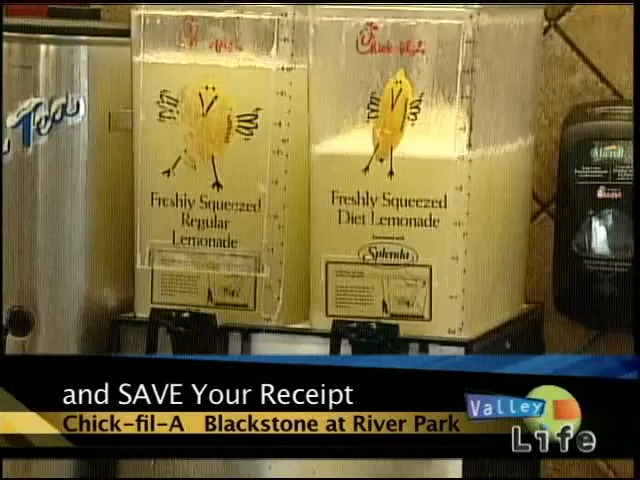 Chick-fil-A
Chick-fil-A
Tea
Freshly Squeezed
Regular
Lemonade
Freshly Squeezed
Diet Lemonade
Splenda
and SAVE Your Receipt
Chick-fil-A Blackstone at River Park
Valley
Life